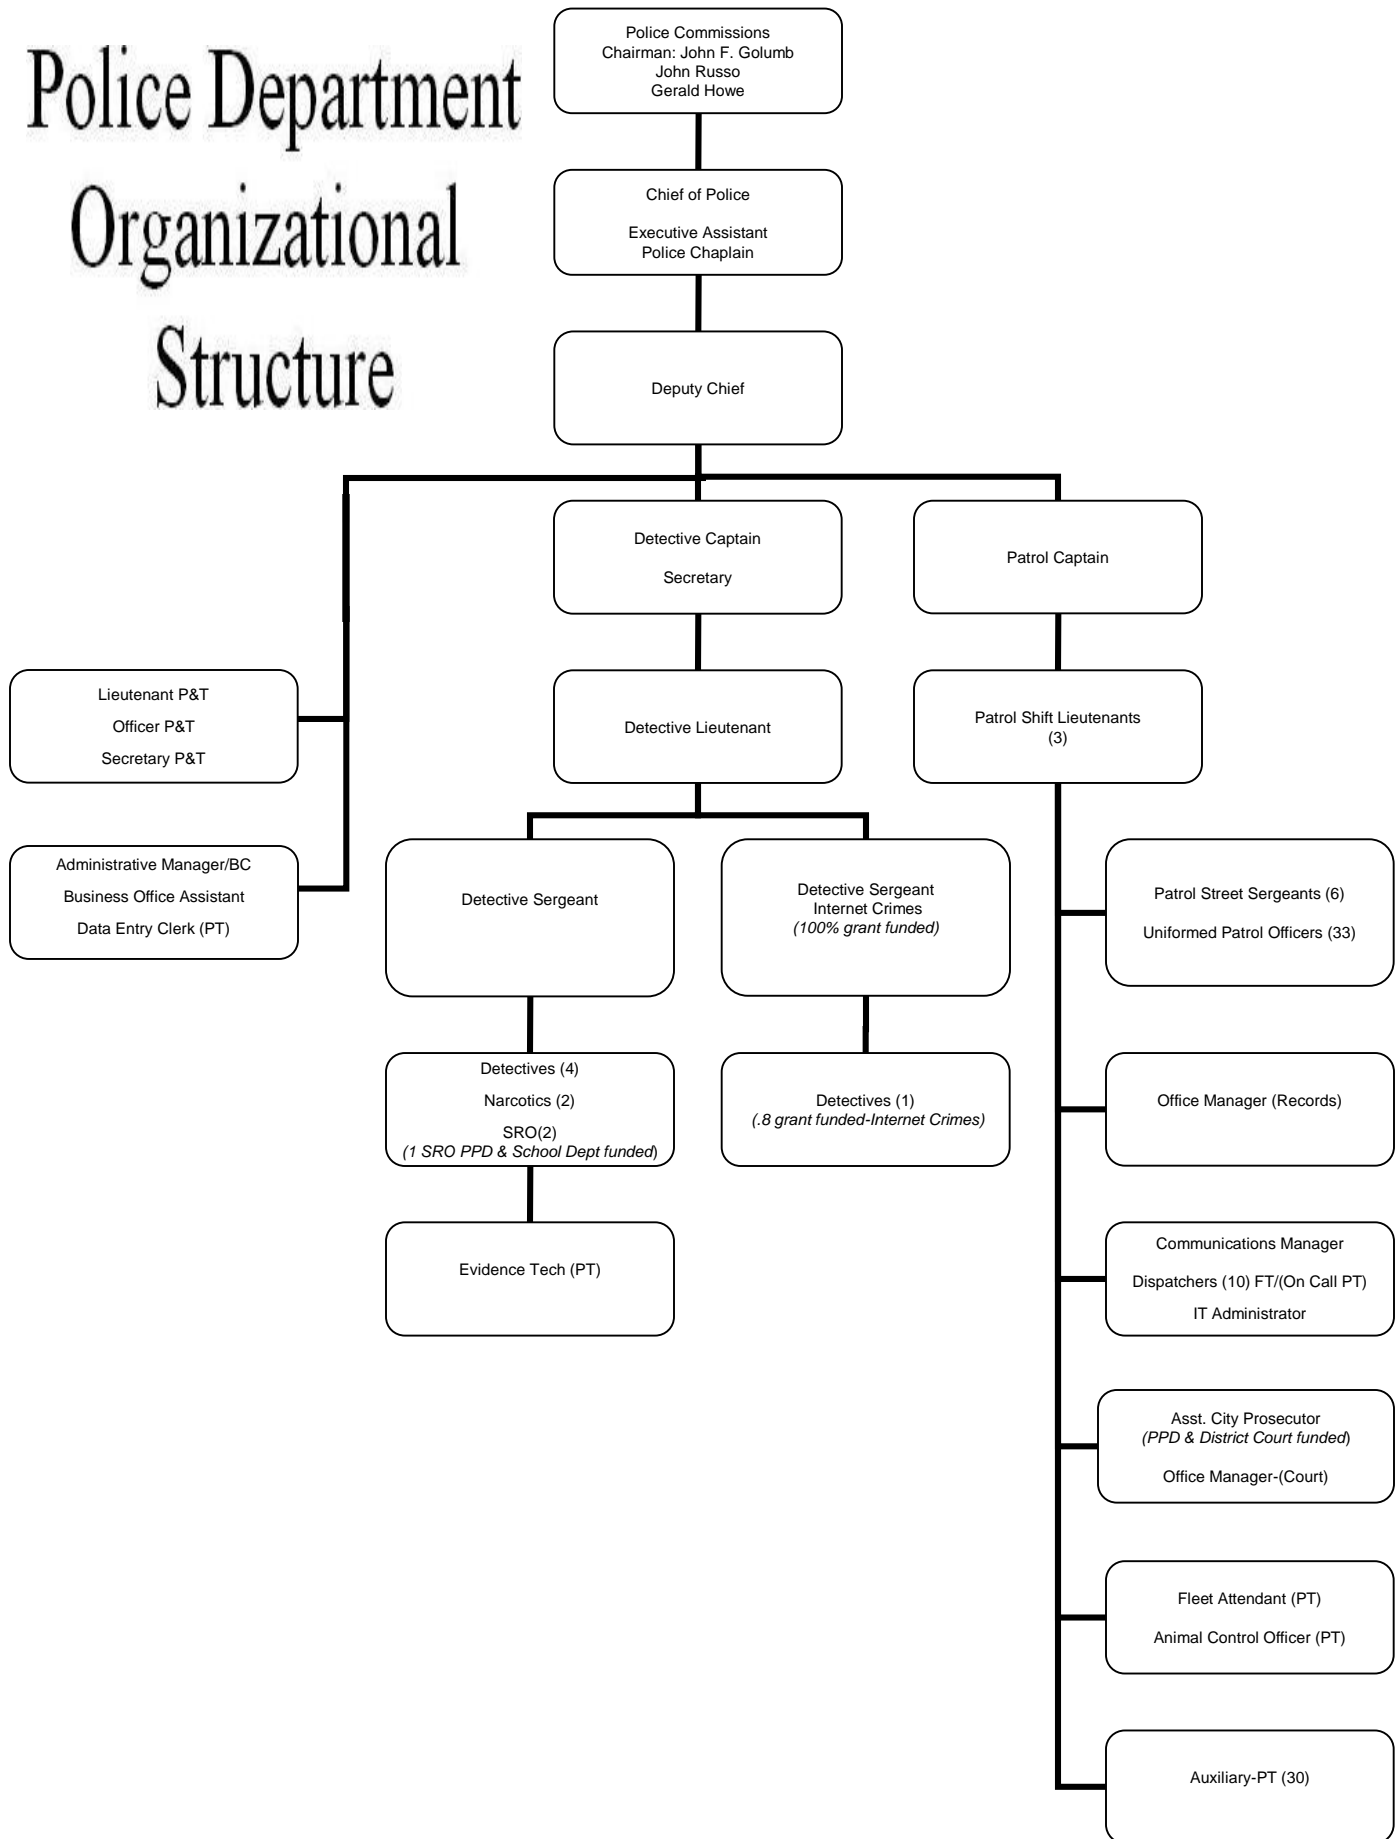 Police Department
Organizational
Structure
Police Commissions
Chairman: John F. Golumb
John Russo
Gerald Howe
Chief of Police
Executive Assistant
Police Chaplain
Deputy Chief
Detective Captain
Secretary
Patrol Captain
Lieutenant P&T
Officer P&T
Secretary P&T
Detective Lieutenant
Patrol Shift Lieutenants
(3)
Administrative Manager/BC
Business Office Assistant
Data Entry Clerk (PT)
Detective Sergeant
Detective Sergeant
Internet Crimes
(100% grant funded)
Patrol Street Sergeants (6)
Uniformed Patrol Officers (33)
Detectives (4)
Narcotics (2)
SRO(2)
(1 SRO PPD & School Dept funded)
Detectives (1)
(.8 grant funded-Internet Crimes)
Office Manager (Records)
Evidence Tech (PT)
Communications Manager
Dispatchers (10) FT/(On Call PT)
IT Administrator
Asst. City Prosecutor
(PPD & District Court funded)
Office Manager-(Court)
Fleet Attendant (PT)
Animal Control Officer (PT)
Auxiliary-PT (30)